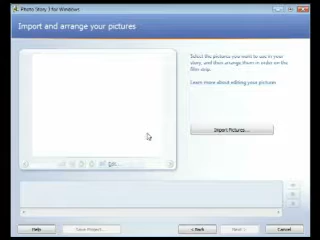 Photo Story 3 for Windows
Import and arrange your pictures
Select the pictures you want to use in your
story, and then arrange them in order on the
film strip.
Learn more about editing your pictures
Import Pictures...
Help
Save Project...
< Back
Next >
Cancel